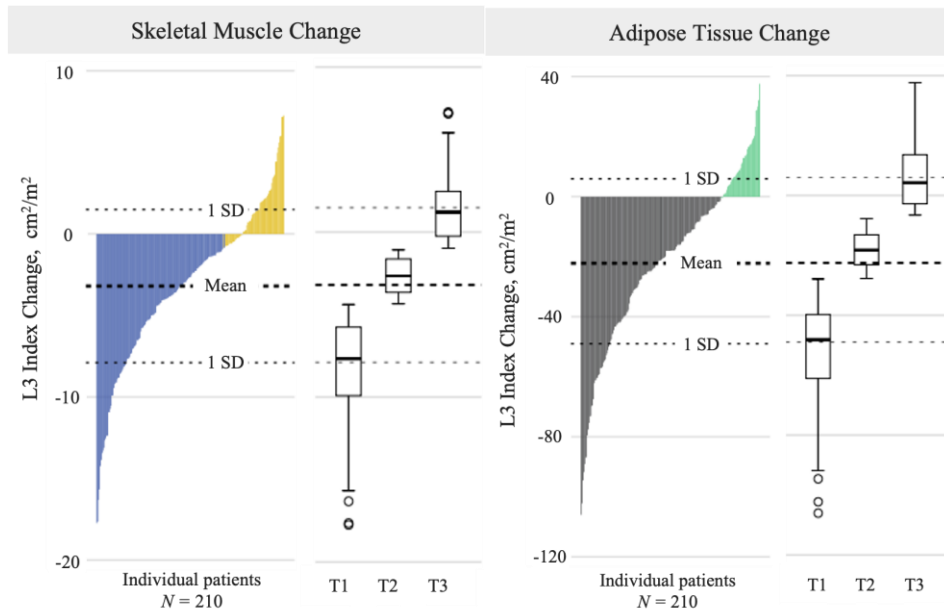 Skeletal Muscle Change
L3 Index Change, cm²/m²
10
0
-10
-20
1 SD
Mean
1 SD
Individual patients
N = 210
T1 T2 T3
Adipose Tissue Change
L3 Index Change, cm²/m²
40
0
-40
-80
-120
1 SD
Mean
1 SD
Individual patients
N = 210
T1 T2 T3